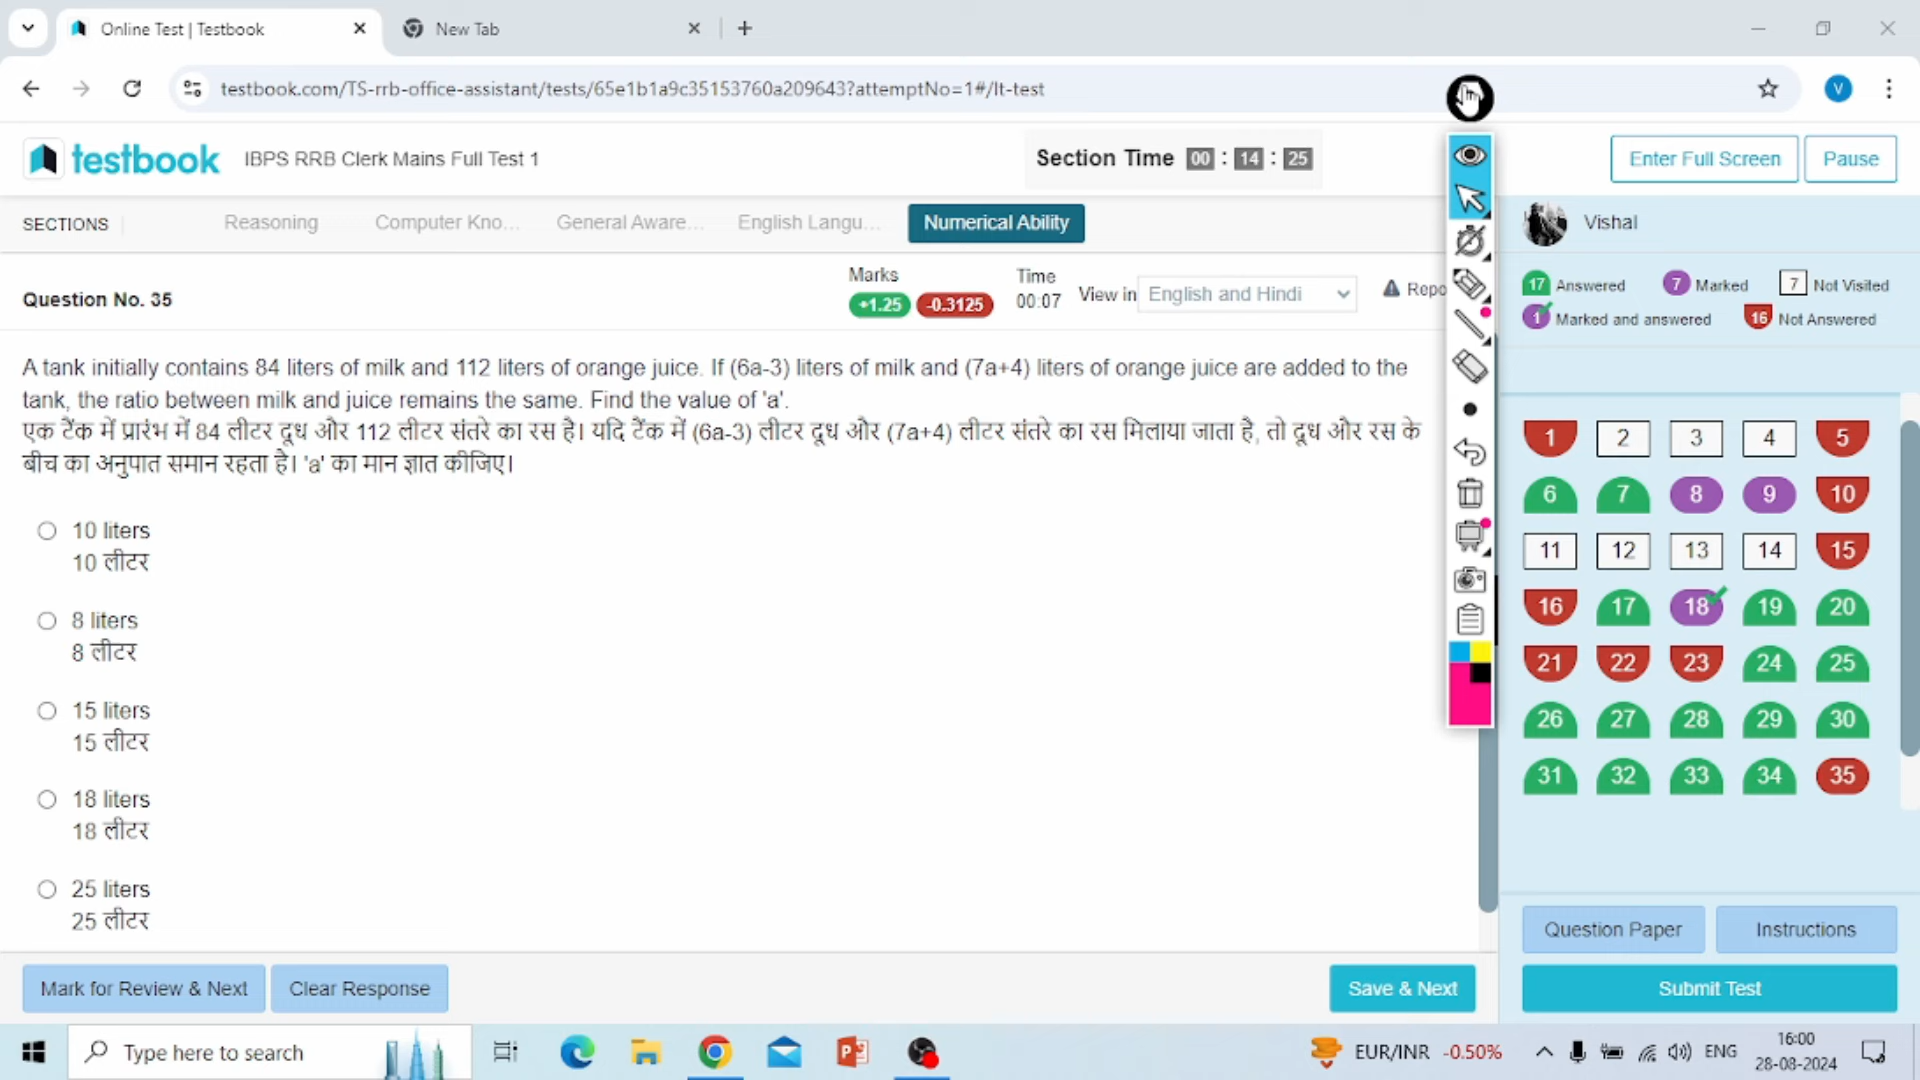 Online Test | Testbook
New Tab
testbook.com/TS-rrb-office-assistant/tests/65e1b1a9c35153760a209643?attemptNo=1#/lt-test
V
testbook
IBPS RRB Clerk Mains Full Test 1
Section Time 00 : 14 : 25
Enter Full Screen
Pause
SECTIONS
Reasoning
Computer Kno...
General Aware...
English Langu...
Numerical Ability
Vishal
Question No. 35
Marks
+1.25 -0.3125
Time
00:07
View in English and Hindi
Repo
17 Answered
7 Marked
7 Not Visited
1 Marked and answered
16 Not Answered
A tank initially contains 84 liters of milk and 112 liters of orange juice. If (6a-3) liters of milk and (7a+4) liters of orange juice are added to the
tank, the ratio between milk and juice remains the same. Find the value of 'a'.
एक टैंक में प्रारंभ में 84 लीटर दूध और 112 लीटर संतरे का रस है। यदि टैंक में (6a-3) लीटर दूध और (7a+4) लीटर संतरे का रस मिलाया जाता है, तो दूध और रस के
बीच का अनुपात समान रहता है। 'a' का मान ज्ञात कीजिए।
10 liters
10 लीटर
8 liters
8 लीटर
15 liters
15 लीटर
18 liters
18 लीटर
25 liters
25 लीटर
1 2 3 4 5
6 7 8 9 10
11 12 13 14 15
16 17 18 19 20
21 22 23 24 25
26 27 28 29 30
31 32 33 34 35
Question Paper
Instructions
Mark for Review & Next
Clear Response
Save & Next
Submit Test
Type here to search
EUR/INR -0.50%
ENG
16:00
28-08-2024